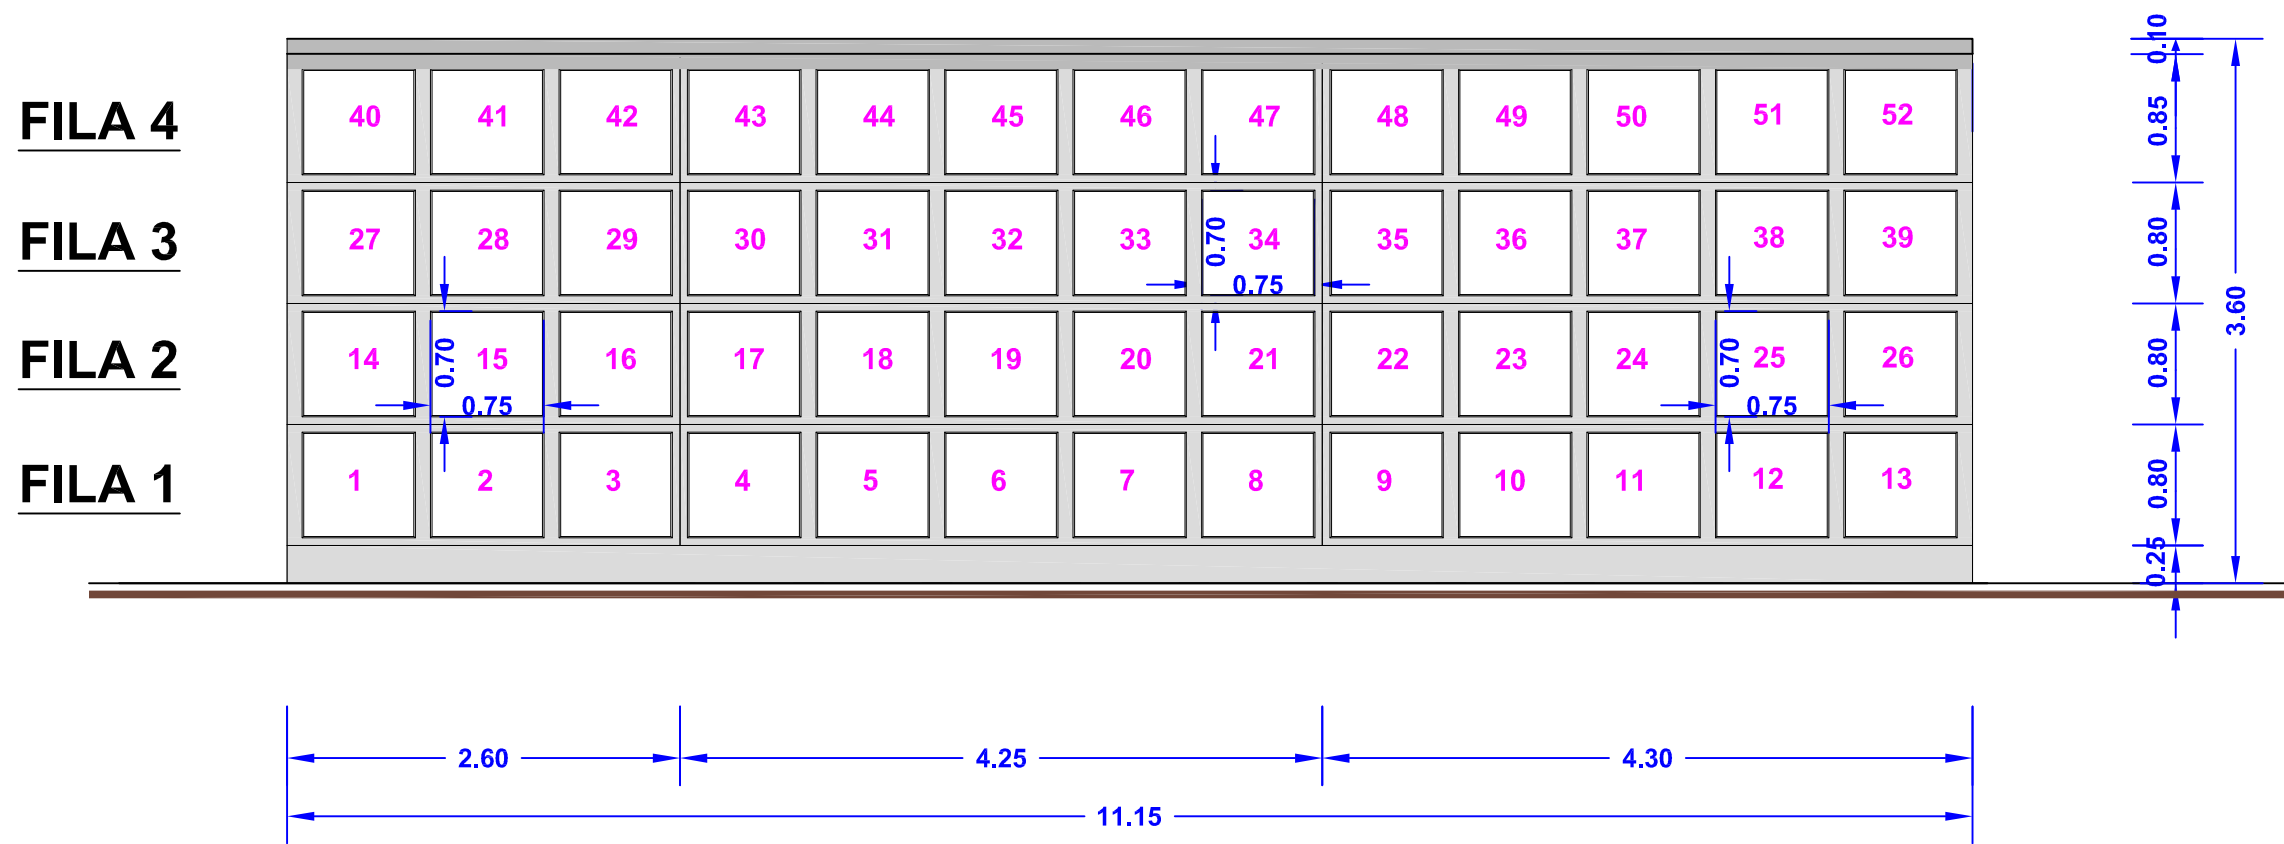 0.10
FILA 4 40 41 42 43 44 45 46 47 48 49 50 51 52 0.85
FILA 3 27 28 29 30 31 32 33 0.70 34 35 36 37 38 39 0.80
0.75
3.60
FILA 2 14 0.70 15 16 17 18 19 20 21 22 23 24 0.70 25 26 0.80
0.75 0.75
FILA 1 1 2 3 4 5 6 7 8 9 10 11 12 13 0.80
0.25
2.60 4.25 4.30
11.15